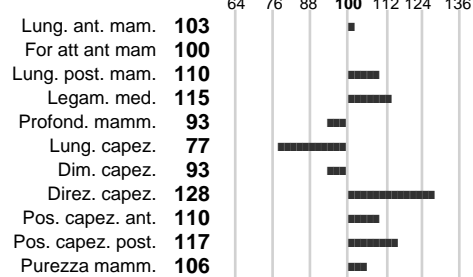 64 76 88 100 112 124 136
Lung. ant. mam. 103
For att ant mam 100
Lung. post. mam. 110
Legam. med. 115
Profond. mamm. 93
Lung. capez. 77
Dim. capez. 93
Direz. capez. 128
Pos. capez. ant. 110
Pos. capez. post. 117
Purezza mamm. 106